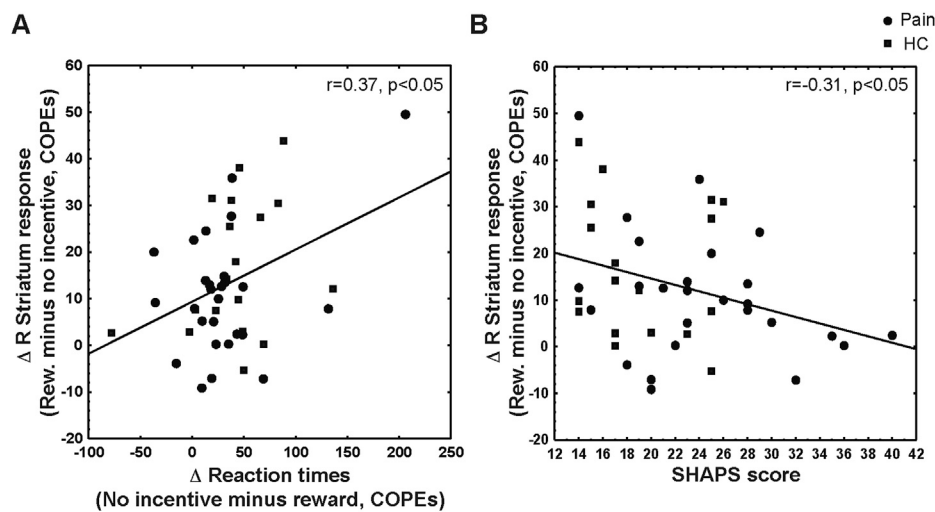 A
B
Pain
HC
r=0.37, p<0.05
60
50
40
30
20
10
0
-10
-20
Δ R Striatum response
(Rew. minus no incentive, COPEs)
-100 -50 0 50 100 150 200 250
Δ Reaction times
(No incentive minus reward, COPEs)
r=-0.31, p<0.05
60
50
40
30
20
10
0
-10
-20
Δ R Striatum response
(Rew. minus no incentive, COPEs)
12 14 16 18 20 22 24 26 28 30 32 34 36 38 40 42
SHAPS score